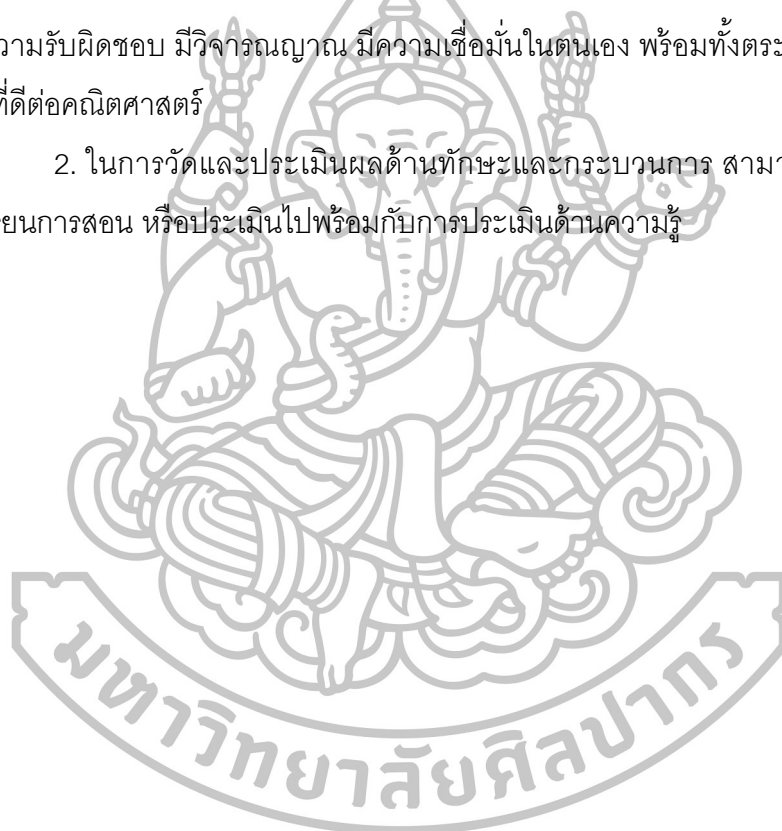 วามรับผิดชอบ มีวิจารณญาณ มีความเชื่อมั่นในตนเอง พร้อมทั้งตระ
ที่ดีต่อคณิตศาสตร์
2. ในการวัดและประเมินผลด้านทักษะและกระบวนการ สามา
ยนการสอน หรือประเมินไปพร้อมกับการประเมินด้านความรู้
มหาวิทยาลัยศิลปากร